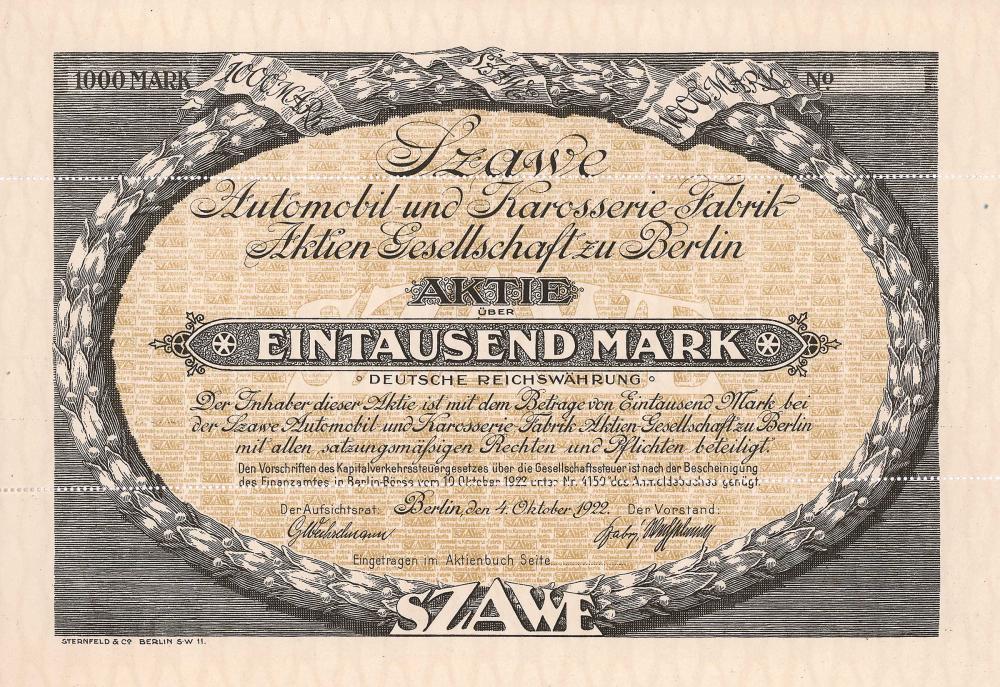 1000 MARK
1000 MARK
SZAWE
1000 MARK
No
Szawe
Automobil und Karosserie-Fabrik
Aktien Gesellschaft zu Berlin
AKTIE
ÜBER
EINTAUSEND MARK
DEUTSCHE REICHSWÄHRUNG
Der Inhaber dieser Aktie ist mit dem Betrage von Eintausend Mark bei
der Szawe Automobil und Karosserie Fabrik Aktien Gesellschaft zu Berlin
mit allen satzungsmäßigen Rechten und Pflichten beteiligt.
Den Vorschriften des Kapitalverkehrssteuergesetzes über die Gesellschaftssteuer ist nach der Bescheinigung
des Finanzamtes in Berlin-Börse vom 10 Oktober 1922 unter Nr. 4159 des Anmeldebuches genügt.
Der Aufsichtsrat: Berlin, den 4. Oktober 1922. Der Vorstand:
Eingetragen im Aktienbuch Seite
SZAWE
STERNFELD & Co BERLIN S·W 11.